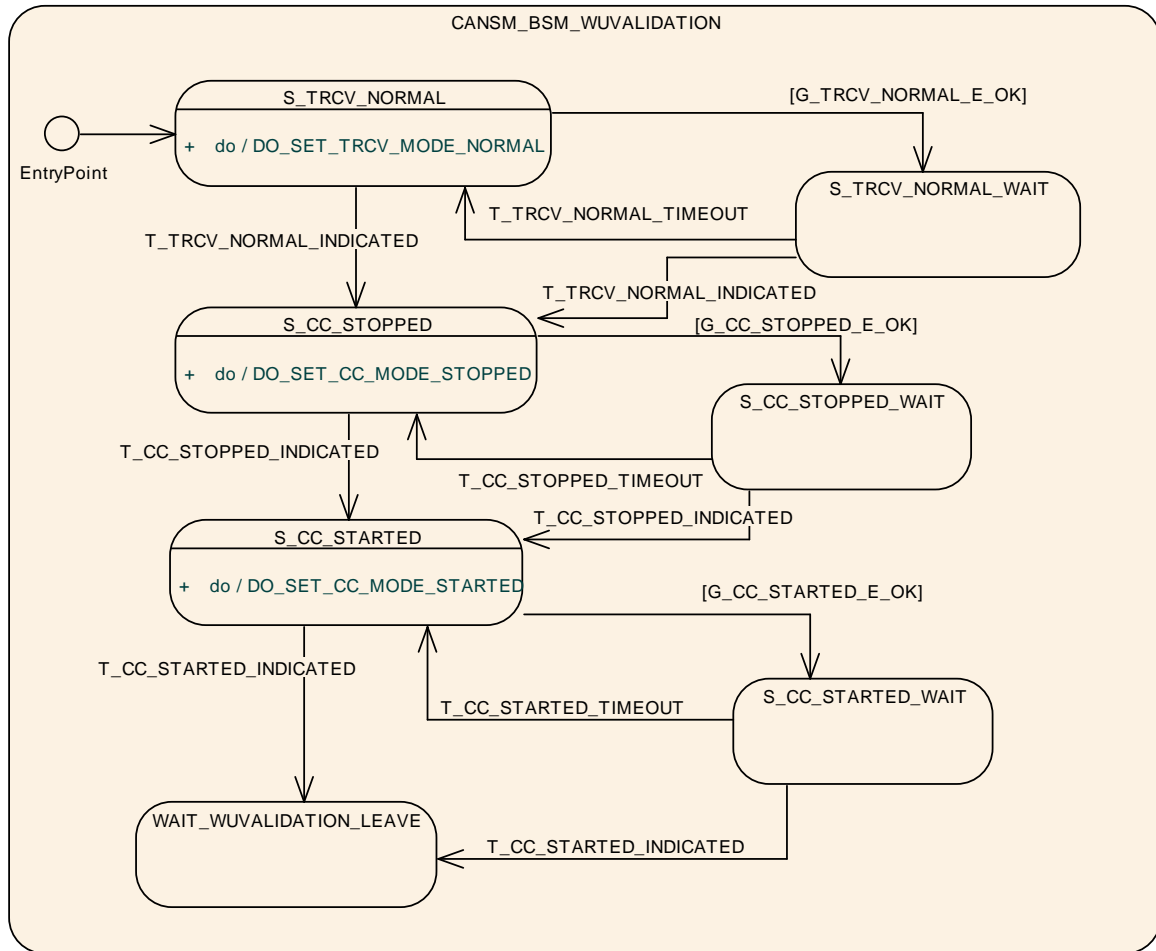 CANSM_BSM_WUVALIDATION
S_TRCV_NORMAL
[G_TRCV_NORMAL_E_OK]
+ do / DO_SET_TRCV_MODE_NORMAL
EntryPoint
S_TRCV_NORMAL_WAIT
T_TRCV_NORMAL_TIMEOUT
T_TRCV_NORMAL_INDICATED
T_TRCV_NORMAL_INDICATED
S_CC_STOPPED
[G_CC_STOPPED_E_OK]
+ do / DO_SET_CC_MODE_STOPPED
S_CC_STOPPED_WAIT
T_CC_STOPPED_INDICATED
T_CC_STOPPED_TIMEOUT
T_CC_STOPPED_INDICATED
S_CC_STARTED
+ do / DO_SET_CC_MODE_STARTED
[G_CC_STARTED_E_OK]
T_CC_STARTED_INDICATED
S_CC_STARTED_WAIT
T_CC_STARTED_TIMEOUT
WAIT_WUVALIDATION_LEAVE
T_CC_STARTED_INDICATED